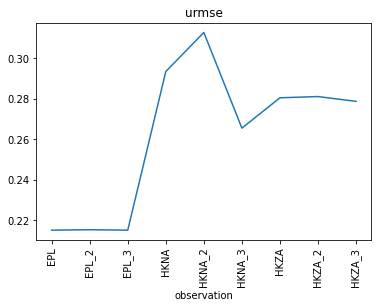 urmse
0.30
0.28
0.26
0.24
0.22
EPL
EPL_2
EPL_3
HKNA
HKNA_2
HKNA_3
HKZA
HKZA_2
HKZA_3
observation